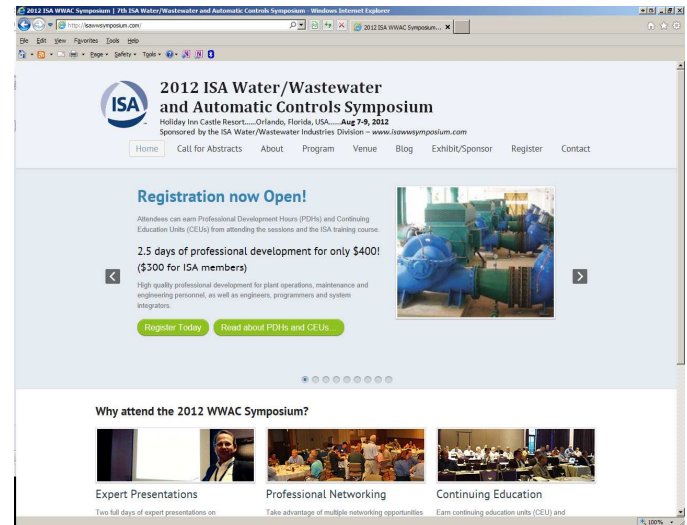 2012 ISA WWAC Symposium | 7th ISA Water/Wastewater and Automatic Controls Symposium - Windows Internet Explorer
http://isawwsymposium.com/
2012 ISA WWAC Symposium...
File Edit View Favorites Tools Help
Page Safety Tools
ISA
2012 ISA Water/Wastewater
and Automatic Controls Symposium
Holiday Inn Castle Resort......Orlando, Florida, USA......Aug 7-9, 2012
Sponsored by the ISA Water/Wastewater Industries Division – www.isawwsymposium.com
Home Call for Abstracts About Program Venue Blog Exhibit/Sponsor Register Contact
Registration now Open!
Attendees can earn Professional Development Hours (PDHs) and Continuing
Education Units (CEUs) from attending the sessions and the ISA training course.
2.5 days of professional development for only $400!
($300 for ISA members)
High quality professional development for plant operations, maintenance and
engineering personnel, as well as engineers, programmers and system
integrators.
Register Today Read about PDHs and CEUs...
Why attend the 2012 WWAC Symposium?
Expert Presentations Professional Networking Continuing Education
Two full days of expert presentations on Take advantage of multiple networking opportunities Earn continuing education units (CEU) and
100%